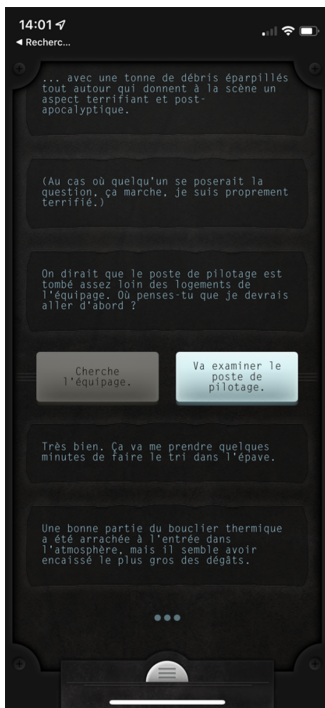 14:01
◄ Recherc...
... avec une tonne de débris éparpillés
tout autour qui donnent à la scène un
aspect terrifiant et post-
apocalyptique.
(Au cas où quelqu'un se poserait la
question, ça marche, je suis proprement
terrifié.)
On dirait que le poste de pilotage est
tombé assez loin des logements de
l'équipage. Où penses-tu que je devrais
aller d'abord ?
Cherche
l'équipage.
Va examiner le
poste de
pilotage.
Très bien. Ça va me prendre quelques
minutes de faire le tri dans l'épave.
Une bonne partie du bouclier thermique
a été arrachée à l'entrée dans
l'atmosphère, mais il semble avoir
encaissé le plus gros des dégâts.